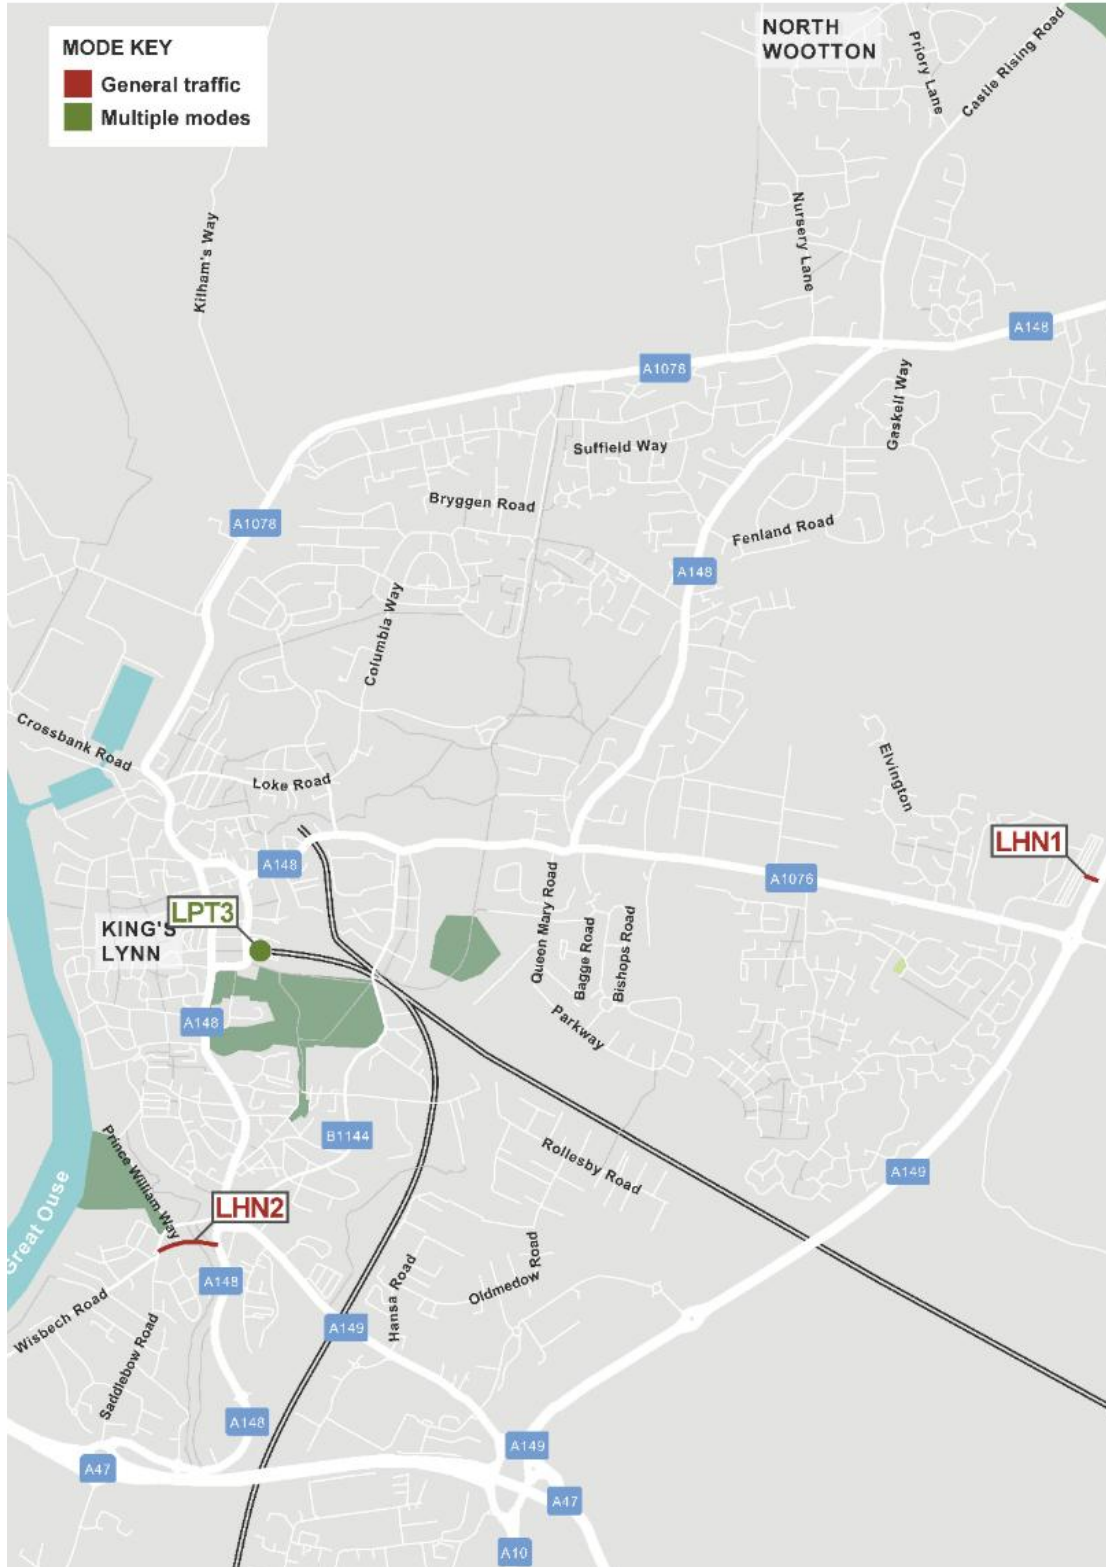 MODE KEY
General traffic
Multiple modes
NORTH
WOOTTON
Priory Lane
Castle Rising Road
Kilham's Way
Nursery Lane
A148
A1078
Gaskell Way
Suffield Way
Bryggen Road
A1078
Fenland Road
A148
Columbia Way
Crossbank Road
Elvington
Loke Road
LHN1
A148
A1076
Queen Mary Road
LPT3
KING'S
LYNN
Bagge Road
Bishops Road
A148
Parkway
B1144
Prince William Way
Rollesby Road
A149
Great Ouse
LHN2
A148
Oldmedow Road
Hansa Road
Wisbech Road
A149
Saddlebow Road
A148
A149
A47
A47
A10